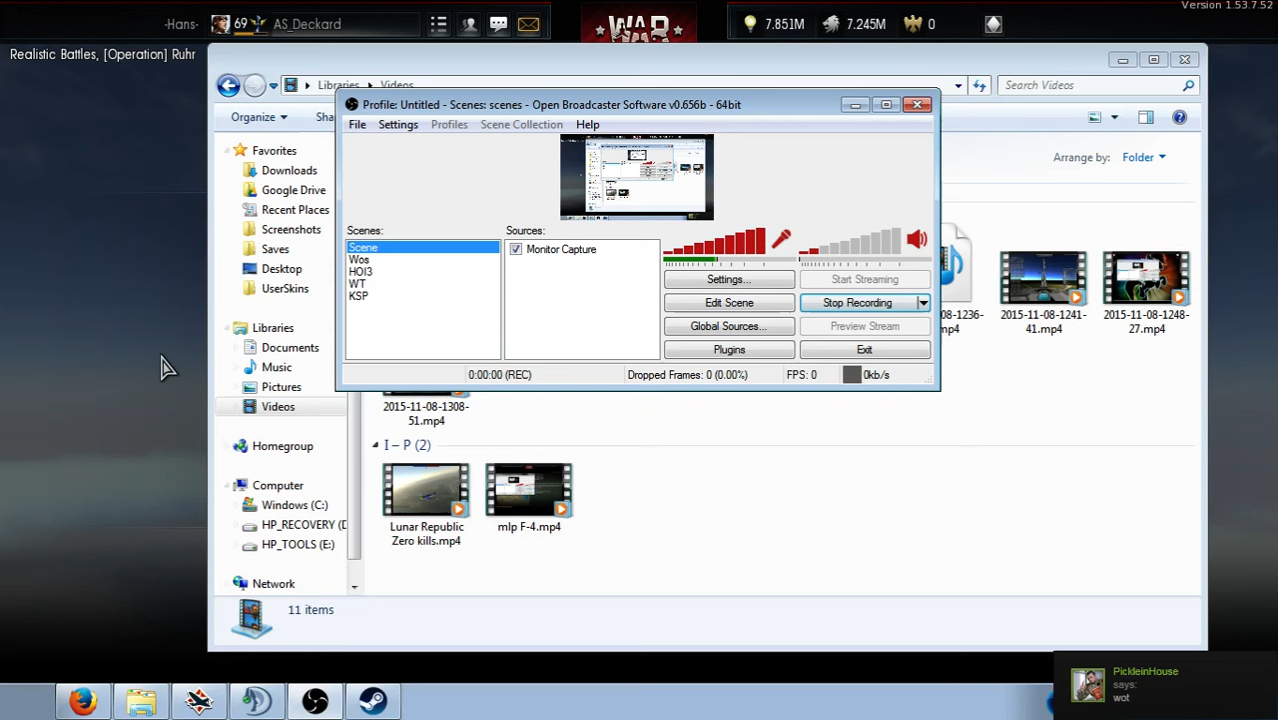 Version 1.53.7.52
-Hans- 69 AS_Deckard WAR 7.851M 7.245M 0
Realistic Battles, [Operation] Ruhr
Libraries Videos Search Videos
Profile: Untitled - Scenes: scenes - Open Broadcaster Software v0.656b - 64bit
Organize Sha
File Settings Profiles Scene Collection Help
Arrange by: Folder
Favorites
Downloads
Google Drive
Recent Places
Screenshots
Saves
Desktop
UserSkins
Libraries
Documents
Music
Pictures
Videos
Homegroup
Computer
Windows (C:)
HP_RECOVERY (D
HP_TOOLS (E:)
Network
Scenes:
Scene
Wos
HOI3
WT
KSP
Sources:
Monitor Capture
Settings... Start Streaming
Edit Scene Stop Recording
Global Sources... Preview Stream
Plugins Exit
0:00:00 (REC) Dropped Frames: 0 (0.00%) FPS: 0 0kb/s
08-1236-
mp4
2015-11-08-1241-
41.mp4
2015-11-08-1248-
27.mp4
2015-11-08-1308-
51.mp4
I – P (2)
Lunar Republic
Zero kills.mp4
mlp F-4.mp4
11 items
PickleinHouse
says:
wot